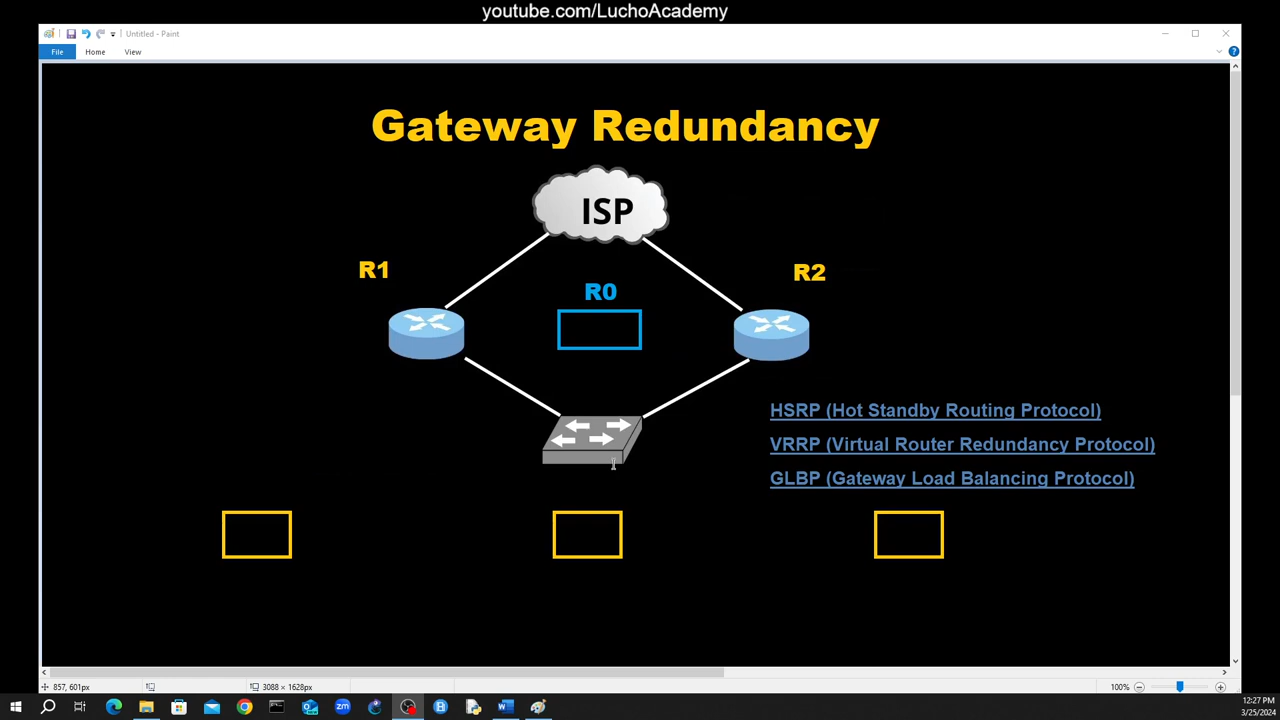 youtube.com/LuchoAcademy
Untitled - Paint
File Home View
Gateway Redundancy
ISP
R1
R2
R0
HSRP (Hot Standby Routing Protocol)
VRRP (Virtual Router Redundancy Protocol)
GLBP (Gateway Load Balancing Protocol)
857, 601px
3088 × 1628px
100%
12:27 PM
3/25/2024